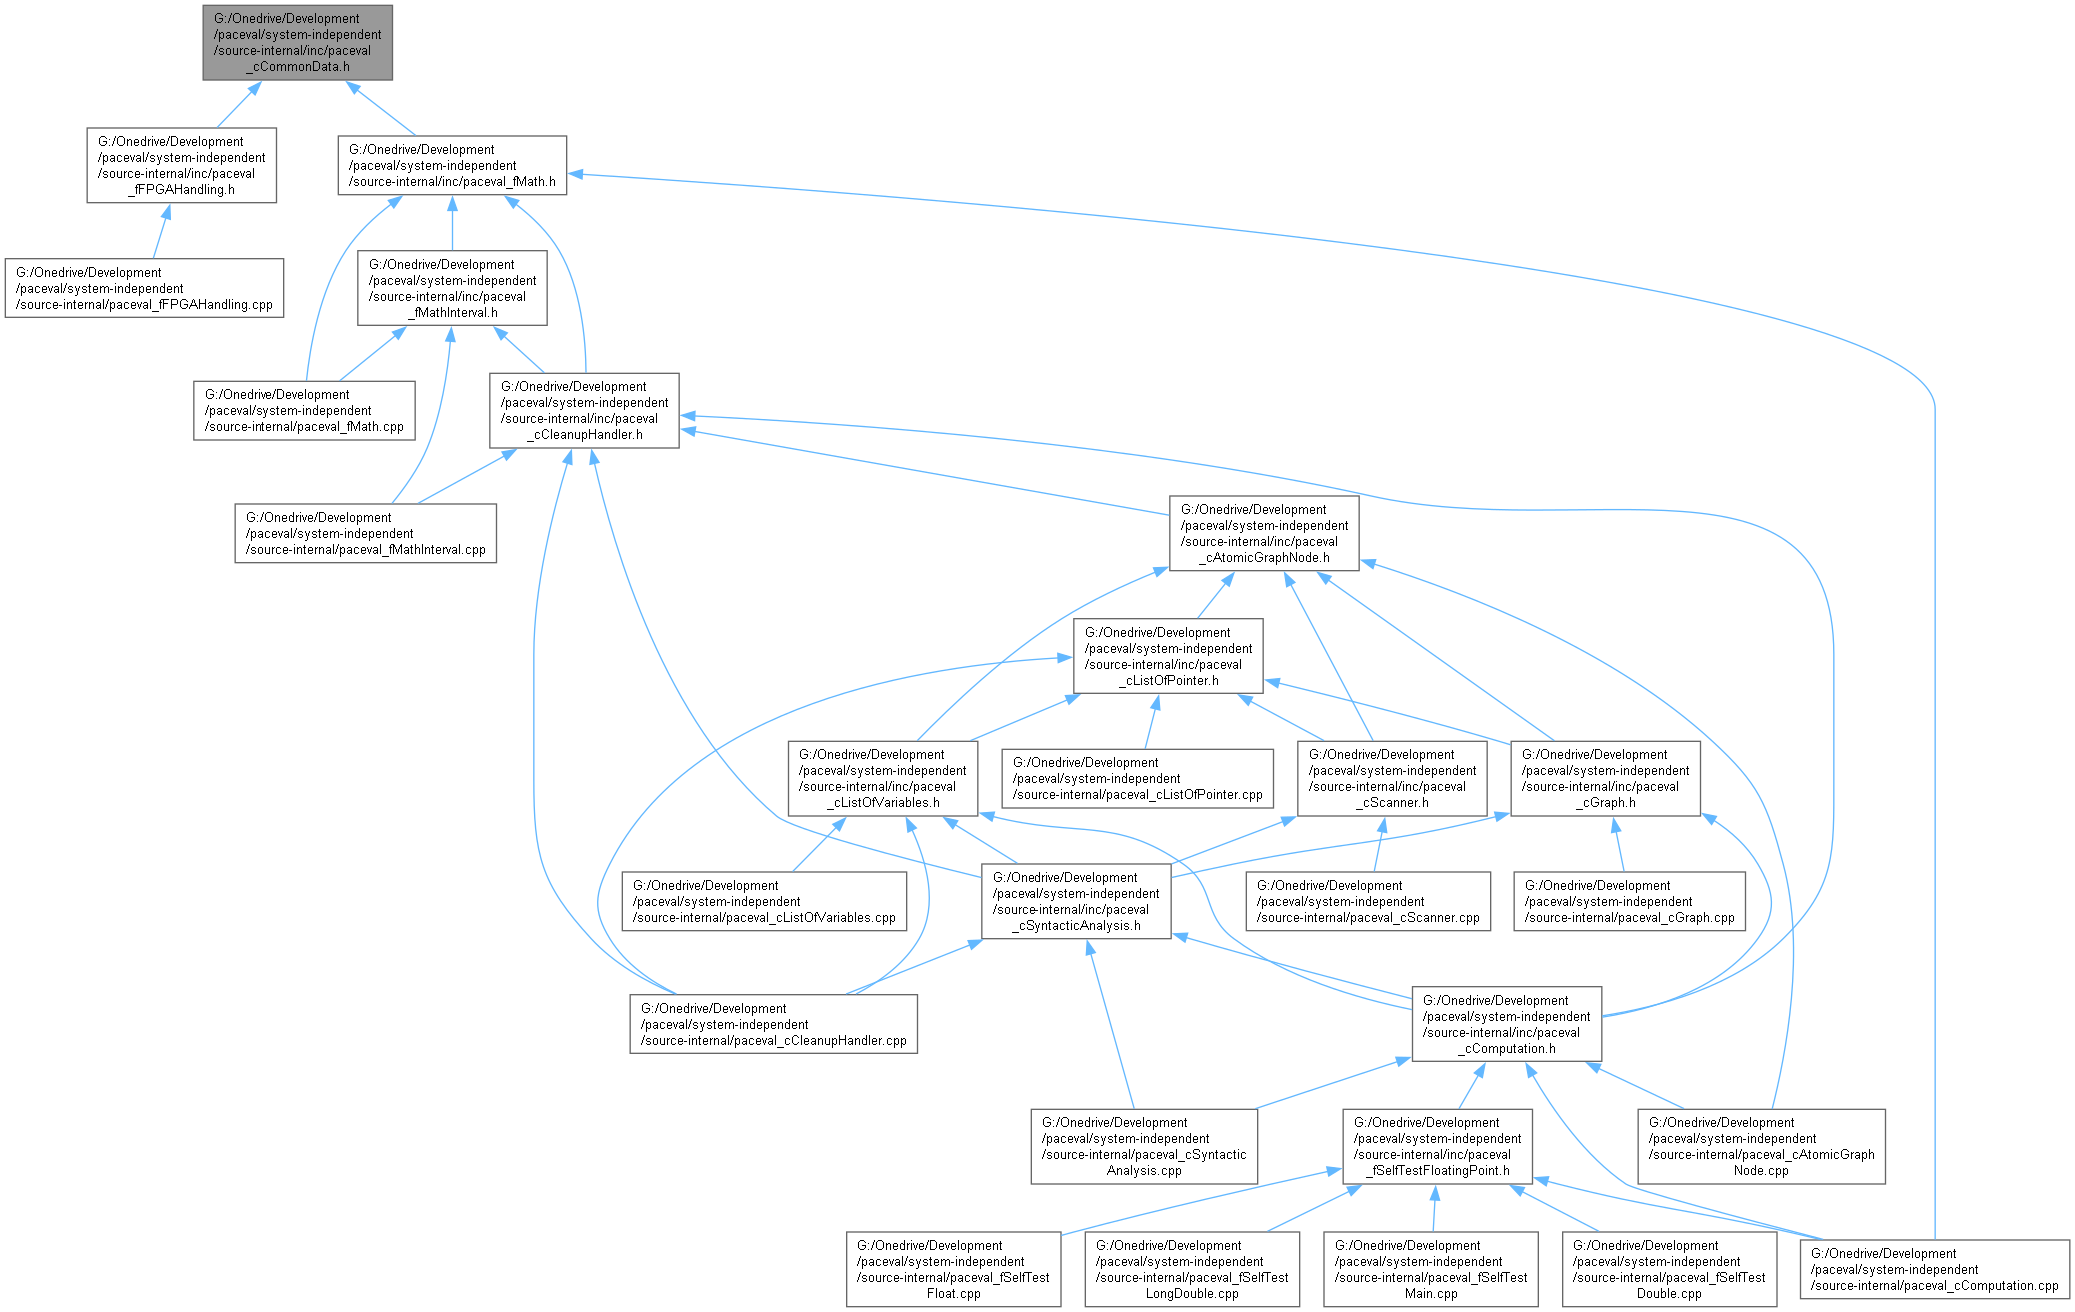 G:/Onedrive/Development
/paceval/system-independent
/source-internal/inc/paceval
_cCommonData.h
G:/Onedrive/Development
/paceval/system-independent
/source-internal/inc/paceval
_fFPGAHandling.h
G:/Onedrive/Development
/paceval/system-independent
/source-internal/inc/paceval_fMath.h
G:/Onedrive/Development
/paceval/system-independent
/source-internal/paceval_fFPGAHandling.cpp
G:/Onedrive/Development
/paceval/system-independent
/source-internal/inc/paceval
_fMathInterval.h
G:/Onedrive/Development
/paceval/system-independent
/source-internal/paceval_fMath.cpp
G:/Onedrive/Development
/paceval/system-independent
/source-internal/inc/paceval
_cCleanupHandler.h
G:/Onedrive/Development
/paceval/system-independent
/source-internal/paceval_fMathInterval.cpp
G:/Onedrive/Development
/paceval/system-independent
/source-internal/inc/paceval
_cAtomicGraphNode.h
G:/Onedrive/Development
/paceval/system-independent
/source-internal/inc/paceval
_cListOfPointer.h
G:/Onedrive/Development
/paceval/system-independent
/source-internal/inc/paceval
_cListOfVariables.h
G:/Onedrive/Development
/paceval/system-independent
/source-internal/paceval_cListOfPointer.cpp
G:/Onedrive/Development
/paceval/system-independent
/source-internal/inc/paceval
_cScanner.h
G:/Onedrive/Development
/paceval/system-independent
/source-internal/inc/paceval
_cGraph.h
G:/Onedrive/Development
/paceval/system-independent
/source-internal/paceval_cListOfVariables.cpp
G:/Onedrive/Development
/paceval/system-independent
/source-internal/inc/paceval
_cSyntacticAnalysis.h
G:/Onedrive/Development
/paceval/system-independent
/source-internal/paceval_cScanner.cpp
G:/Onedrive/Development
/paceval/system-independent
/source-internal/paceval_cGraph.cpp
G:/Onedrive/Development
/paceval/system-independent
/source-internal/paceval_cCleanupHandler.cpp
G:/Onedrive/Development
/paceval/system-independent
/source-internal/inc/paceval
_cComputation.h
G:/Onedrive/Development
/paceval/system-independent
/source-internal/paceval_cSyntactic
Analysis.cpp
G:/Onedrive/Development
/paceval/system-independent
/source-internal/inc/paceval
_fSelfTestFloatingPoint.h
G:/Onedrive/Development
/paceval/system-independent
/source-internal/paceval_cAtomicGraph
Node.cpp
G:/Onedrive/Development
/paceval/system-independent
/source-internal/paceval_fSelfTest
Float.cpp
G:/Onedrive/Development
/paceval/system-independent
/source-internal/paceval_fSelfTest
LongDouble.cpp
G:/Onedrive/Development
/paceval/system-independent
/source-internal/paceval_fSelfTest
Main.cpp
G:/Onedrive/Development
/paceval/system-independent
/source-internal/paceval_fSelfTest
Double.cpp
G:/Onedrive/Development
/paceval/system-independent
/source-internal/paceval_cComputation.cpp